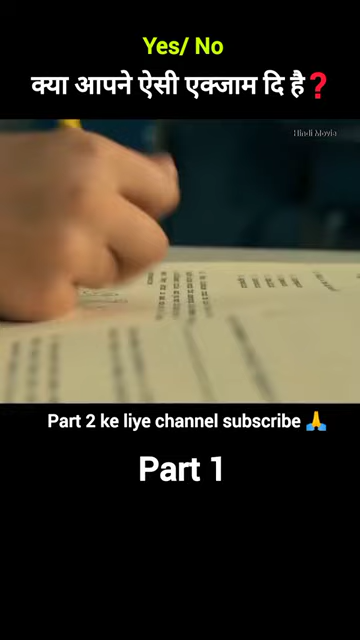 Yes/ No
क्या आपने ऐसी एक्जाम दि है❓
Hindi Movie
Part 2 ke liye channel subscribe 🙏
Part 1